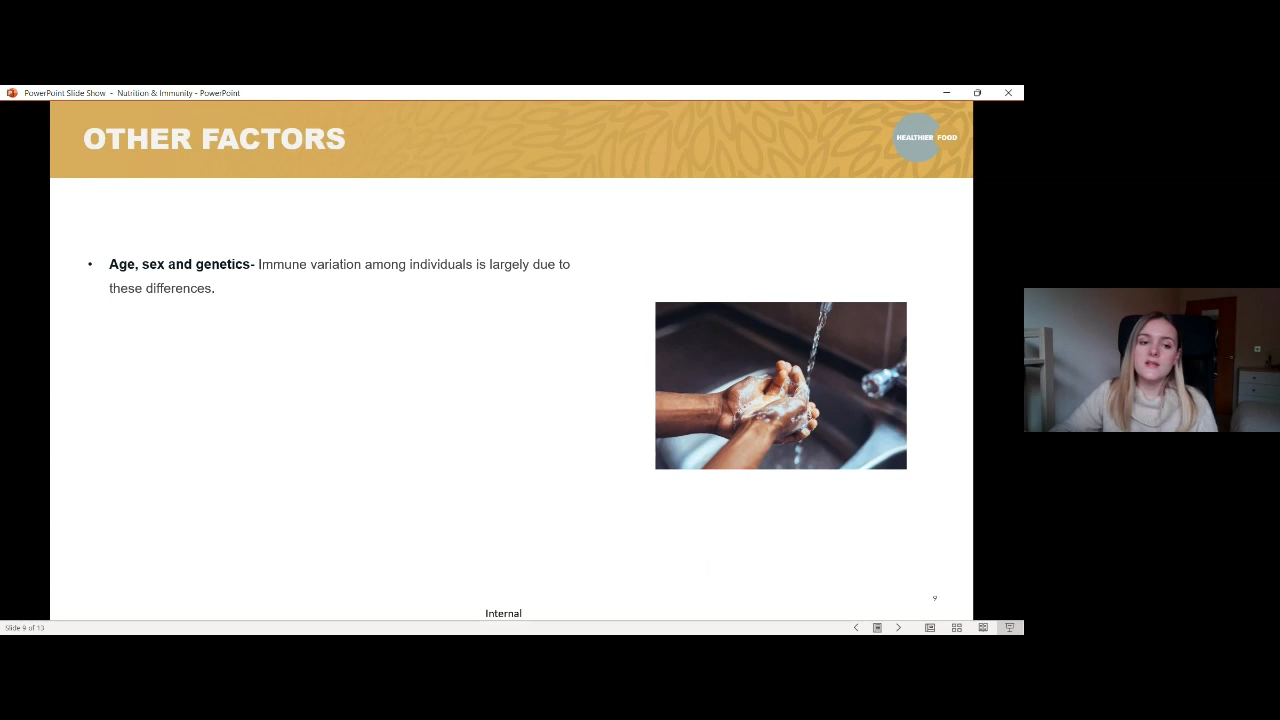 PowerPoint Slide Show - Nutrition & Immunity - PowerPoint
OTHER FACTORS
HEALTHIER FOOD
• Age, sex and genetics- Immune variation among individuals is largely due to
these differences.
9
Internal
Slide 9 of 13